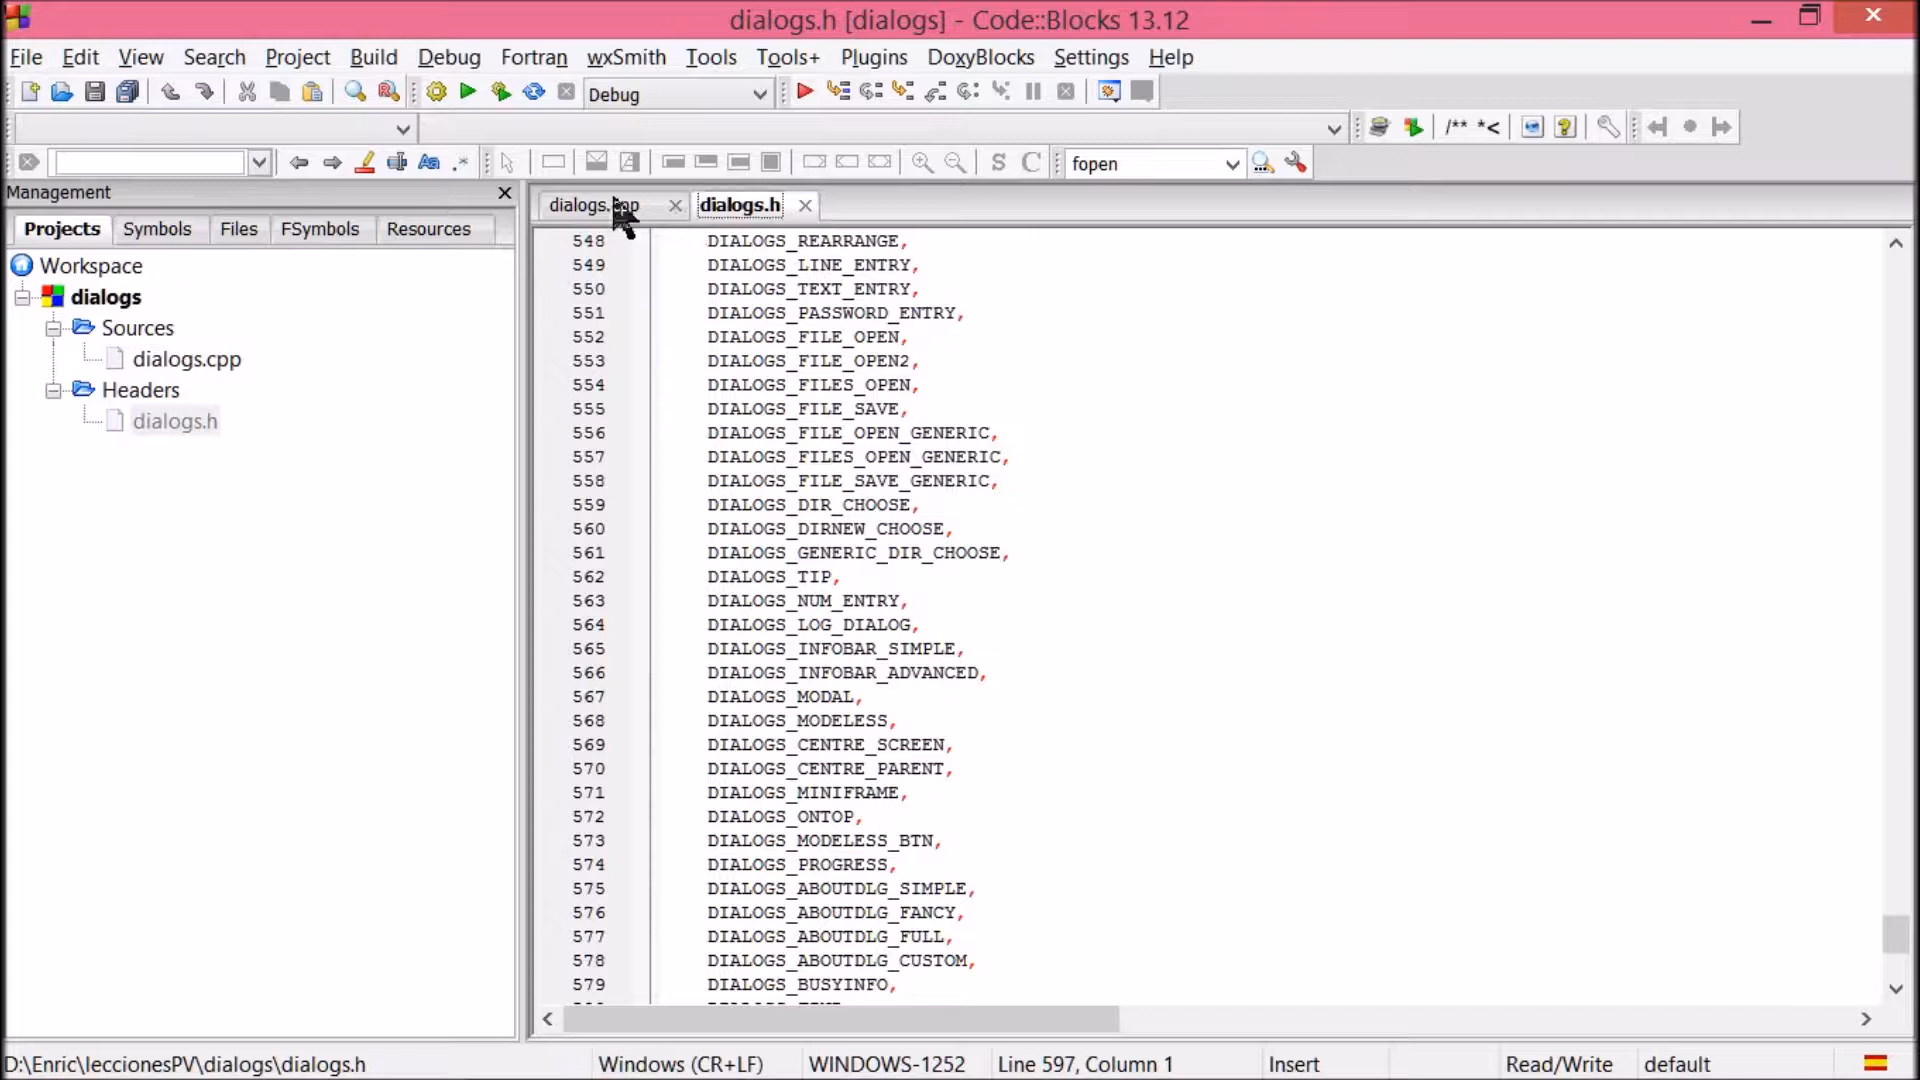 dialogs.h [dialogs] - Code::Blocks 13.12
File Edit View Search Project Build Debug Fortran wxSmith Tools Tools+ Plugins DoxyBlocks Settings Help
Debug
/** *<
Aa .* S C fopen
Management
Projects Symbols Files FSymbols Resources
dialogs.cpp dialogs.h
Workspace
dialogs
Sources
dialogs.cpp
Headers
dialogs.h
548 DIALOGS_REARRANGE,
549 DIALOGS_LINE_ENTRY,
550 DIALOGS_TEXT_ENTRY,
551 DIALOGS_PASSWORD_ENTRY,
552 DIALOGS_FILE_OPEN,
553 DIALOGS_FILE_OPEN2,
554 DIALOGS_FILES_OPEN,
555 DIALOGS_FILE_SAVE,
556 DIALOGS_FILE_OPEN_GENERIC,
557 DIALOGS_FILES_OPEN_GENERIC,
558 DIALOGS_FILE_SAVE_GENERIC,
559 DIALOGS_DIR_CHOOSE,
560 DIALOGS_DIRNEW_CHOOSE,
561 DIALOGS_GENERIC_DIR_CHOOSE,
562 DIALOGS_TIP,
563 DIALOGS_NUM_ENTRY,
564 DIALOGS_LOG_DIALOG,
565 DIALOGS_INFOBAR_SIMPLE,
566 DIALOGS_INFOBAR_ADVANCED,
567 DIALOGS_MODAL,
568 DIALOGS_MODELESS,
569 DIALOGS_CENTRE_SCREEN,
570 DIALOGS_CENTRE_PARENT,
571 DIALOGS_MINIFRAME,
572 DIALOGS_ONTOP,
573 DIALOGS_MODELESS_BTN,
574 DIALOGS_PROGRESS,
575 DIALOGS_ABOUTDLG_SIMPLE,
576 DIALOGS_ABOUTDLG_FANCY,
577 DIALOGS_ABOUTDLG_FULL,
578 DIALOGS_ABOUTDLG_CUSTOM,
579 DIALOGS_BUSYINFO,
D:\Enric\leccionesPV\dialogs\dialogs.h Windows (CR+LF) WINDOWS-1252 Line 597, Column 1 Insert Read/Write default